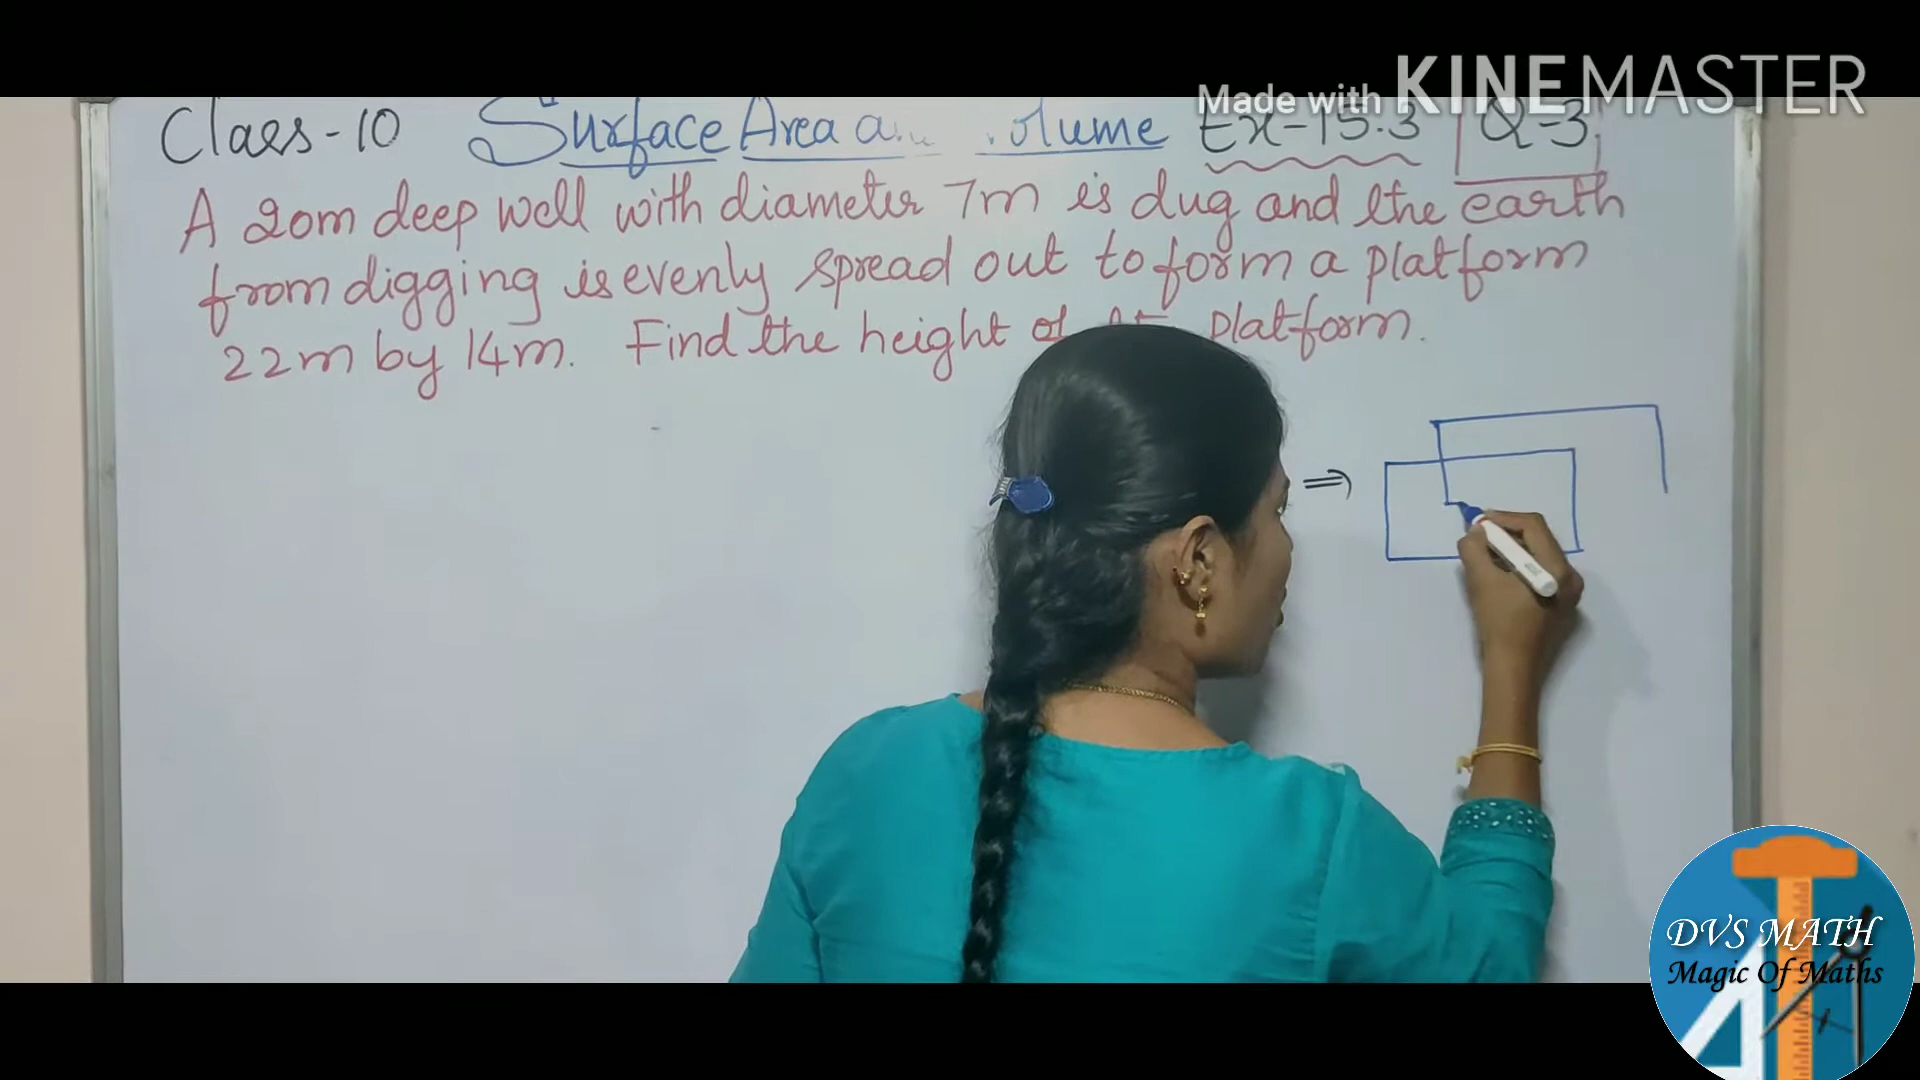 Made with KINEMASTER
Class-10 Surface Area a.. volume Ex-15.3 Q-3
A 20m deep well with diameter 7m is dug and the earth
from digging is evenly spread out to form a platform
22m by 14m. Find the height of platform.
⇒
DVS MATH
Magic Of Maths